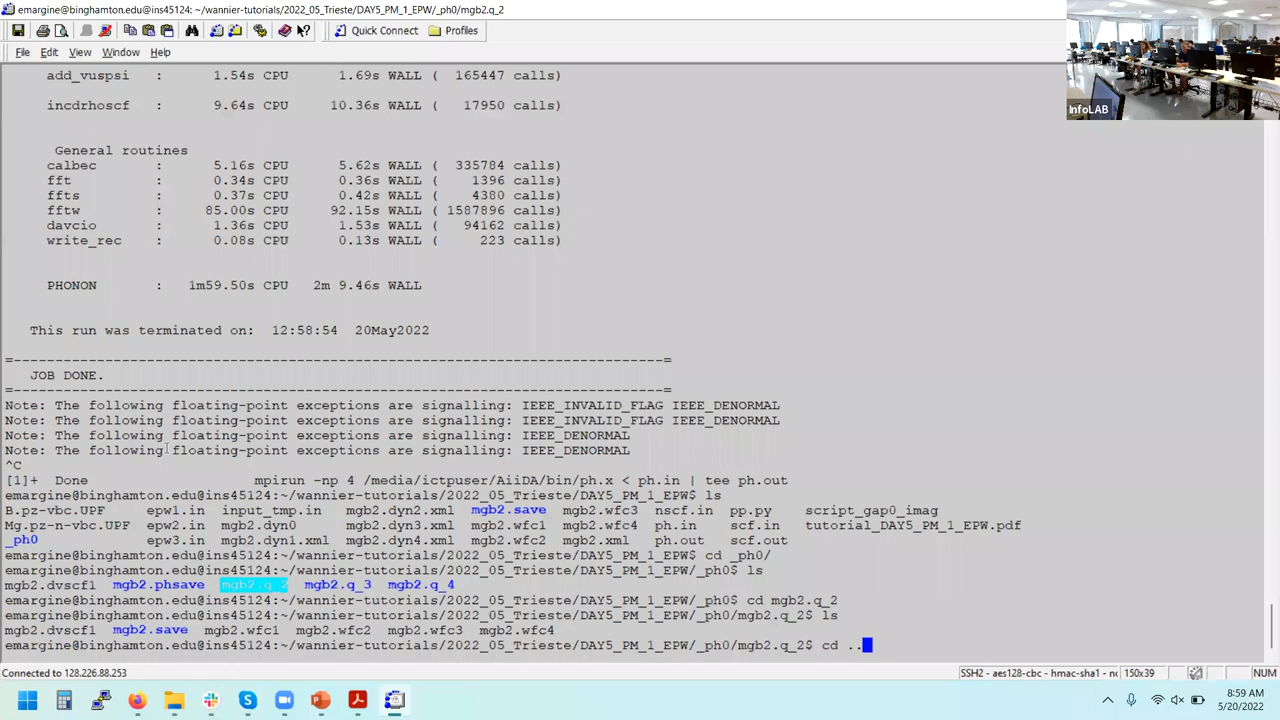 emargine@binghamton.edu@ins45124: ~/wannier-tutorials/2022_05_Trieste/DAY5_PM_1_EPW/_ph0/mgb2.q_2
Quick Connect Profiles
File Edit View Window Help
add_vuspsi : 1.54s CPU 1.69s WALL ( 165447 calls)
incdrhoscf : 9.64s CPU 10.36s WALL ( 17950 calls)
General routines
calbec : 5.16s CPU 5.62s WALL ( 335784 calls)
fft : 0.34s CPU 0.36s WALL ( 1396 calls)
ffts : 0.37s CPU 0.42s WALL ( 4380 calls)
fftw : 85.00s CPU 92.15s WALL ( 1587896 calls)
davcio : 1.36s CPU 1.53s WALL ( 94162 calls)
write_rec : 0.08s CPU 0.13s WALL ( 223 calls)
PHONON : 1m59.50s CPU 2m 9.46s WALL
This run was terminated on: 12:58:54 20May2022
=------------------------------------------------------------------------------=
JOB DONE.
=------------------------------------------------------------------------------=
Note: The following floating-point exceptions are signalling: IEEE_INVALID_FLAG IEEE_DENORMAL
Note: The following floating-point exceptions are signalling: IEEE_INVALID_FLAG IEEE_DENORMAL
Note: The following floating-point exceptions are signalling: IEEE_DENORMAL
Note: The following floating-point exceptions are signalling: IEEE_DENORMAL
^C
[1]+ Done mpirun -np 4 /media/ictpuser/AiiDA/bin/ph.x < ph.in | tee ph.out
emargine@binghamton.edu@ins45124:~/wannier-tutorials/2022_05_Trieste/DAY5_PM_1_EPW$ ls
B.pz-vbc.UPF epw1.in input_tmp.in mgb2.dyn2.xml mgb2.save mgb2.wfc3 nscf.in pp.py script_gap0_imag
Mg.pz-n-vbc.UPF epw2.in mgb2.dyn0 mgb2.dyn3.xml mgb2.wfc1 mgb2.wfc4 ph.in scf.in tutorial_DAY5_PM_1_EPW.pdf
_ph0 epw3.in mgb2.dyn1.xml mgb2.dyn4.xml mgb2.wfc2 mgb2.xml ph.out scf.out
emargine@binghamton.edu@ins45124:~/wannier-tutorials/2022_05_Trieste/DAY5_PM_1_EPW$ cd _ph0/
emargine@binghamton.edu@ins45124:~/wannier-tutorials/2022_05_Trieste/DAY5_PM_1_EPW/_ph0$ ls
mgb2.dvscf1 mgb2.phsave mgb2.q_2 mgb2.q_3 mgb2.q_4
emargine@binghamton.edu@ins45124:~/wannier-tutorials/2022_05_Trieste/DAY5_PM_1_EPW/_ph0$ cd mgb2.q_2
emargine@binghamton.edu@ins45124:~/wannier-tutorials/2022_05_Trieste/DAY5_PM_1_EPW/_ph0/mgb2.q_2$ ls
mgb2.dvscf1 mgb2.save mgb2.wfc1 mgb2.wfc2 mgb2.wfc3 mgb2.wfc4
emargine@binghamton.edu@ins45124:~/wannier-tutorials/2022_05_Trieste/DAY5_PM_1_EPW/_ph0/mgb2.q_2$ cd ..
Connected to 128.226.88.253
SSH2 - aes128-cbc - hmac-sha1 - nc 150x39 NUM
8:59 AM
5/20/2022
InfoLAB